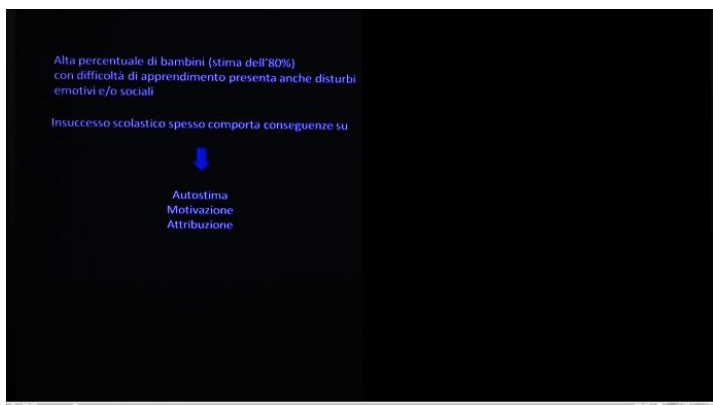 Alta percentuale di bambini (stima dell'80%)
con difficoltà di apprendimento presenta anche disturbi
emotivi e/o sociali
Insuccesso scolastico spesso comporta conseguenze su
Autostima
Motivazione
Attribuzione